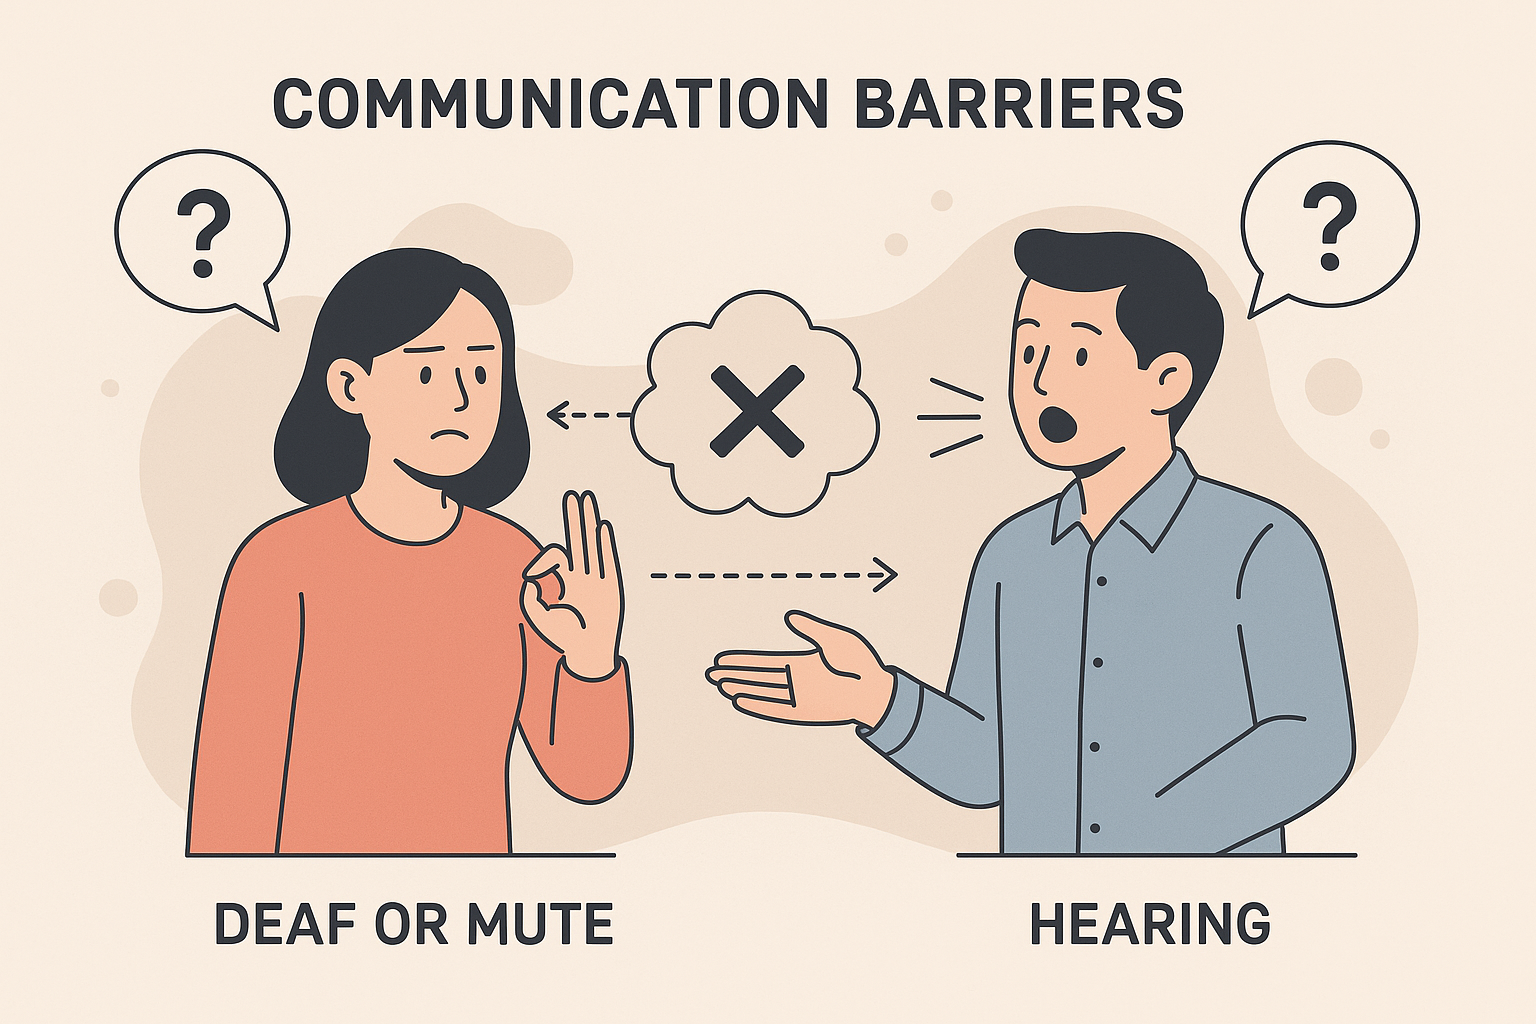 COMMUNICATION BARRIERS
?
?
DEAF OR MUTE
HEARING